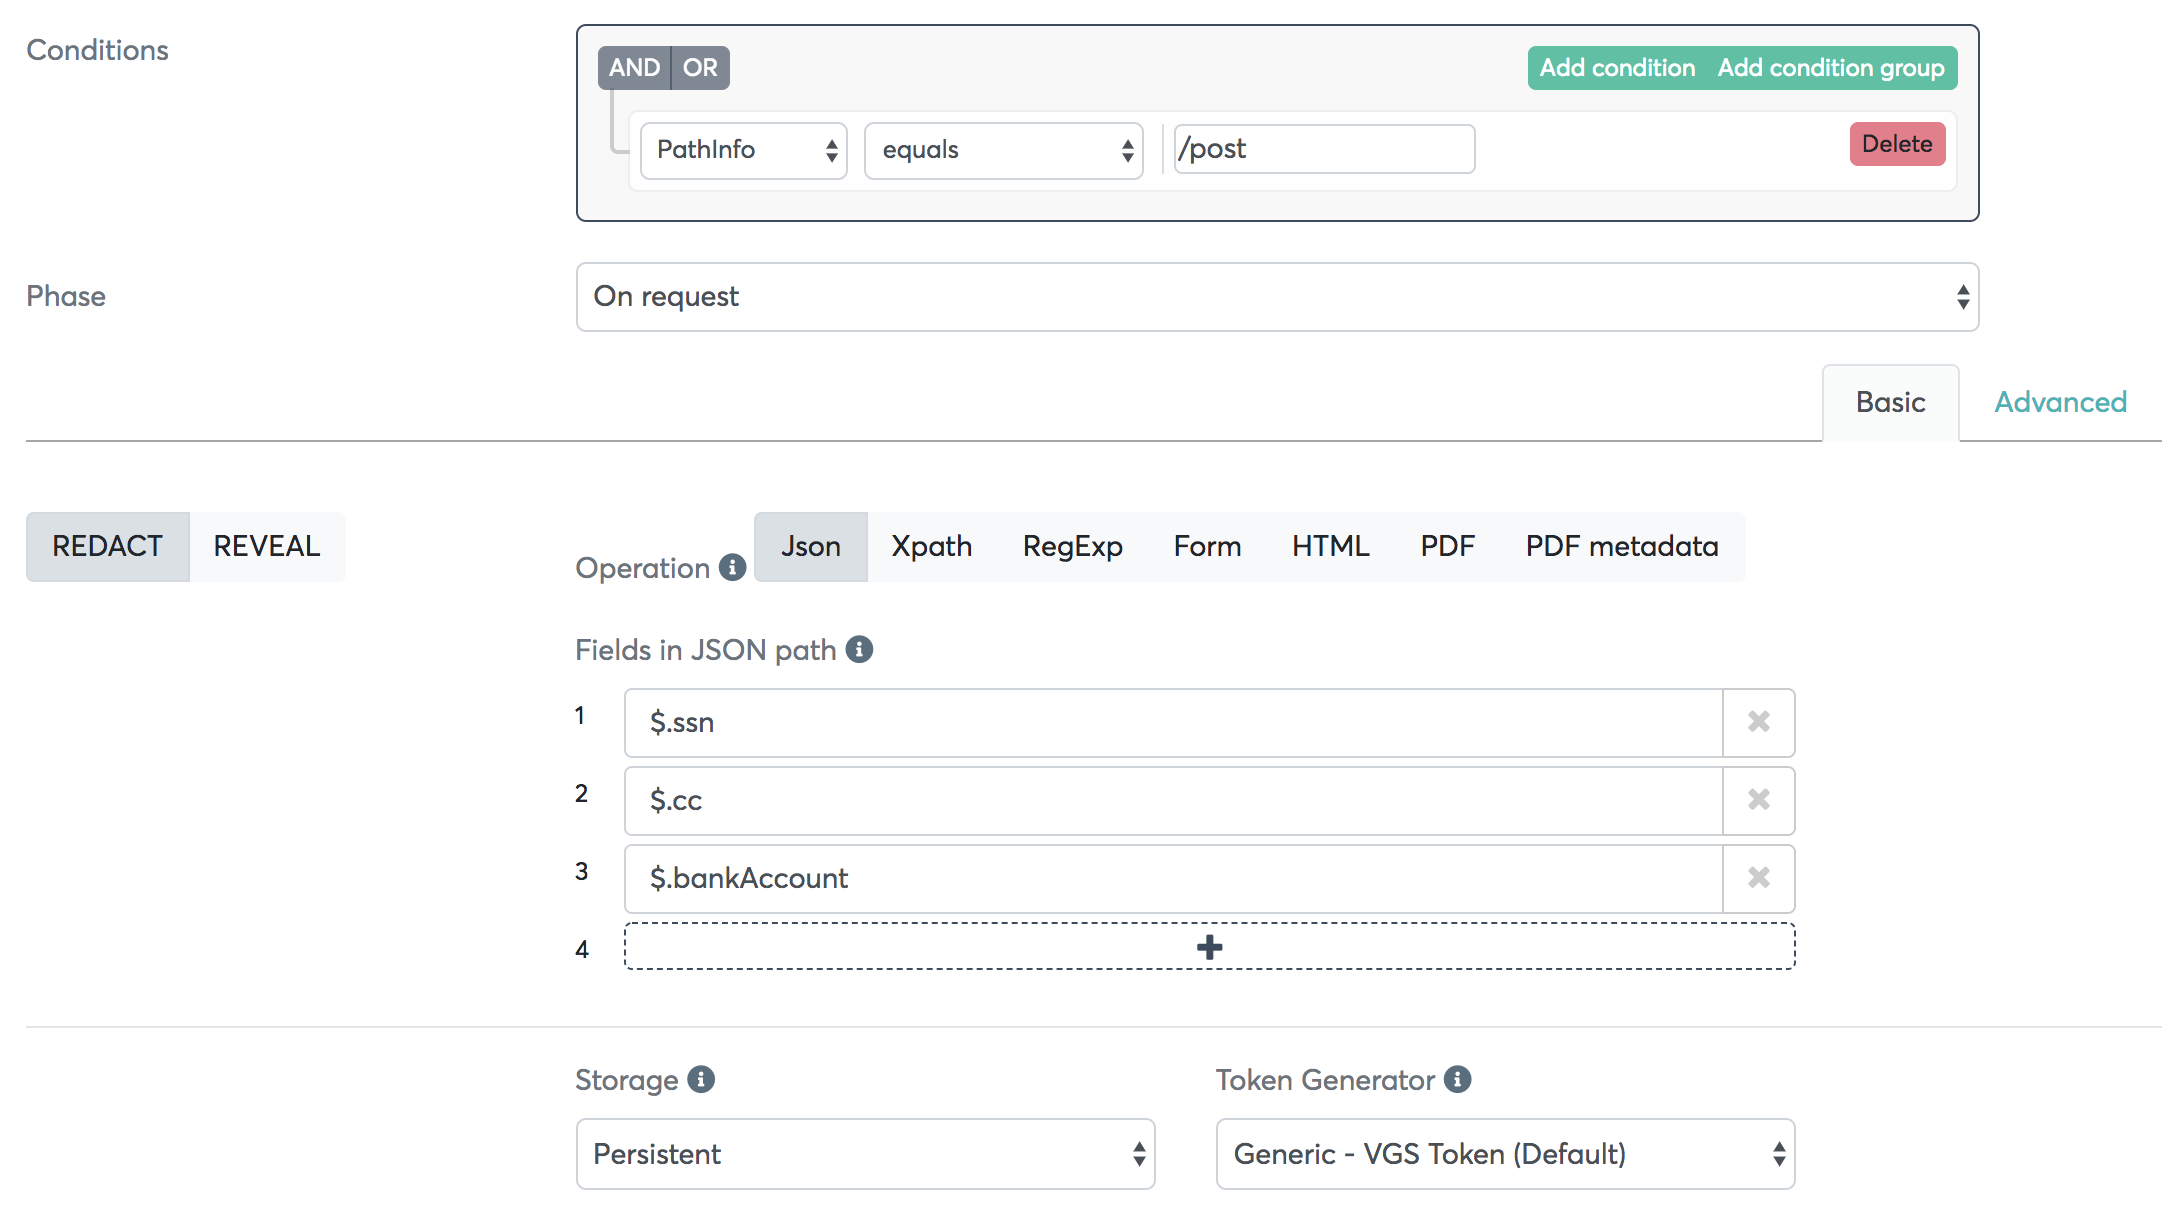 Conditions
AND OR
Add condition Add condition group
PathInfo equals /post Delete
Phase
On request
Basic Advanced
REDACT REVEAL
Operation Json Xpath RegExp Form HTML PDF PDF metadata
Fields in JSON path
1 $.ssn
2 $.cc
3 $.bankAccount
4
Storage Token Generator
Persistent Generic - VGS Token (Default)